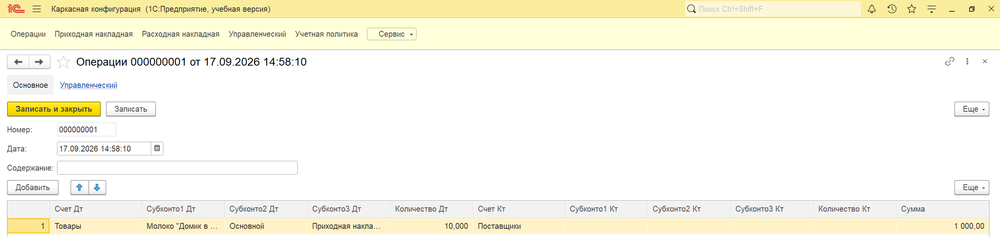 1С Каркасная конфигурация (1С:Предприятие, учебная версия) Поиск Ctrl+Shift+F
Операции Приходная накладная Расходная накладная Управленческий Учетная политика Сервис
Операции 000000001 от 17.09.2026 14:58:10
Основное Управленческий
Записать и закрыть Записать Еще
Номер: 000000001
Дата: 17.09.2026 14:58:10
Содержание:
Добавить Еще
Счет Дт Субконто1 Дт Субконто2 Дт Субконто3 Дт Количество Дт Счет Кт Субконто1 Кт Субконто2 Кт Субконто3 Кт Количество Кт Сумма
1 Товары Молоко "Домик в ... Основной Приходная накла... 10,000 Поставщики 1 000,00